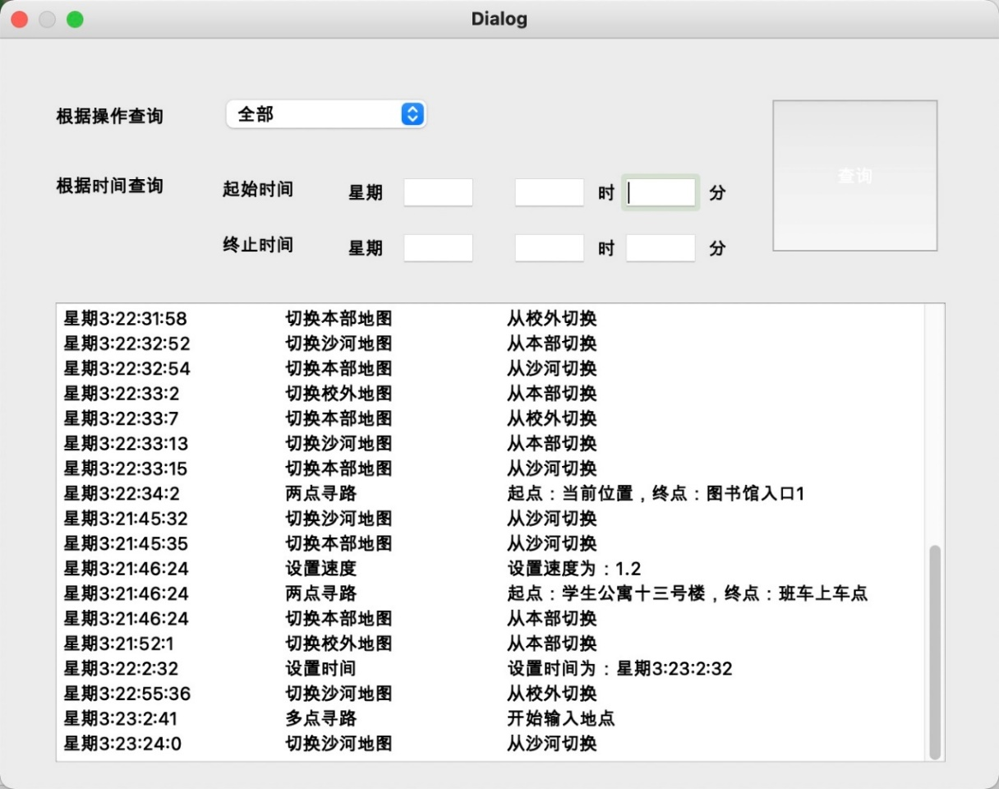 Dialog
根据操作查询 全部
查询
根据时间查询 起始时间 星期 时 分
终止时间 星期 时 分
星期3:22:31:58 切换本部地图 从校外切换
星期3:22:32:52 切换沙河地图 从本部切换
星期3:22:32:54 切换本部地图 从沙河切换
星期3:22:33:2 切换校外地图 从本部切换
星期3:22:33:7 切换本部地图 从校外切换
星期3:22:33:13 切换沙河地图 从本部切换
星期3:22:33:15 切换本部地图 从沙河切换
星期3:22:34:2 两点寻路 起点：当前位置，终点：图书馆入口1
星期3:21:45:32 切换沙河地图 从沙河切换
星期3:21:45:35 切换本部地图 从沙河切换
星期3:21:46:24 设置速度 设置速度为：1.2
星期3:21:46:24 两点寻路 起点：学生公寓十三号楼，终点：班车上车点
星期3:21:46:24 切换本部地图 从本部切换
星期3:21:52:1 切换校外地图 从本部切换
星期3:22:2:32 设置时间 设置时间为：星期3:23:2:32
星期3:22:55:36 切换沙河地图 从校外切换
星期3:23:2:41 多点寻路 开始输入地点
星期3:23:24:0 切换沙河地图 从沙河切换